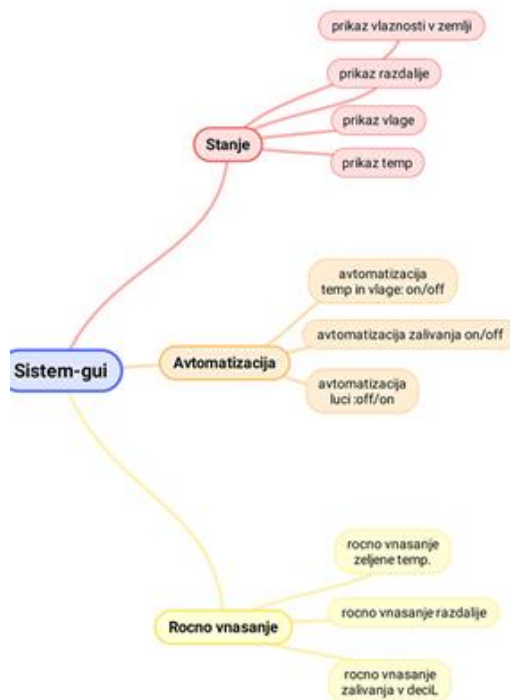 prikaz vlaznosti v zemlji
prikaz razdalije
prikaz vlage
prikaz temp
Stanje
avtomatizacija
temp in vlage: on/off
avtomatizacija zalivanja on/off
avtomatizacija
luci :off/on
Avtomatizacija
Sistem-gui
rocno vnasanje
zeljene temp.
rocno vnasanje razdalije
rocno vnasanje
zalivanja v deciL
Rocno vnasanje